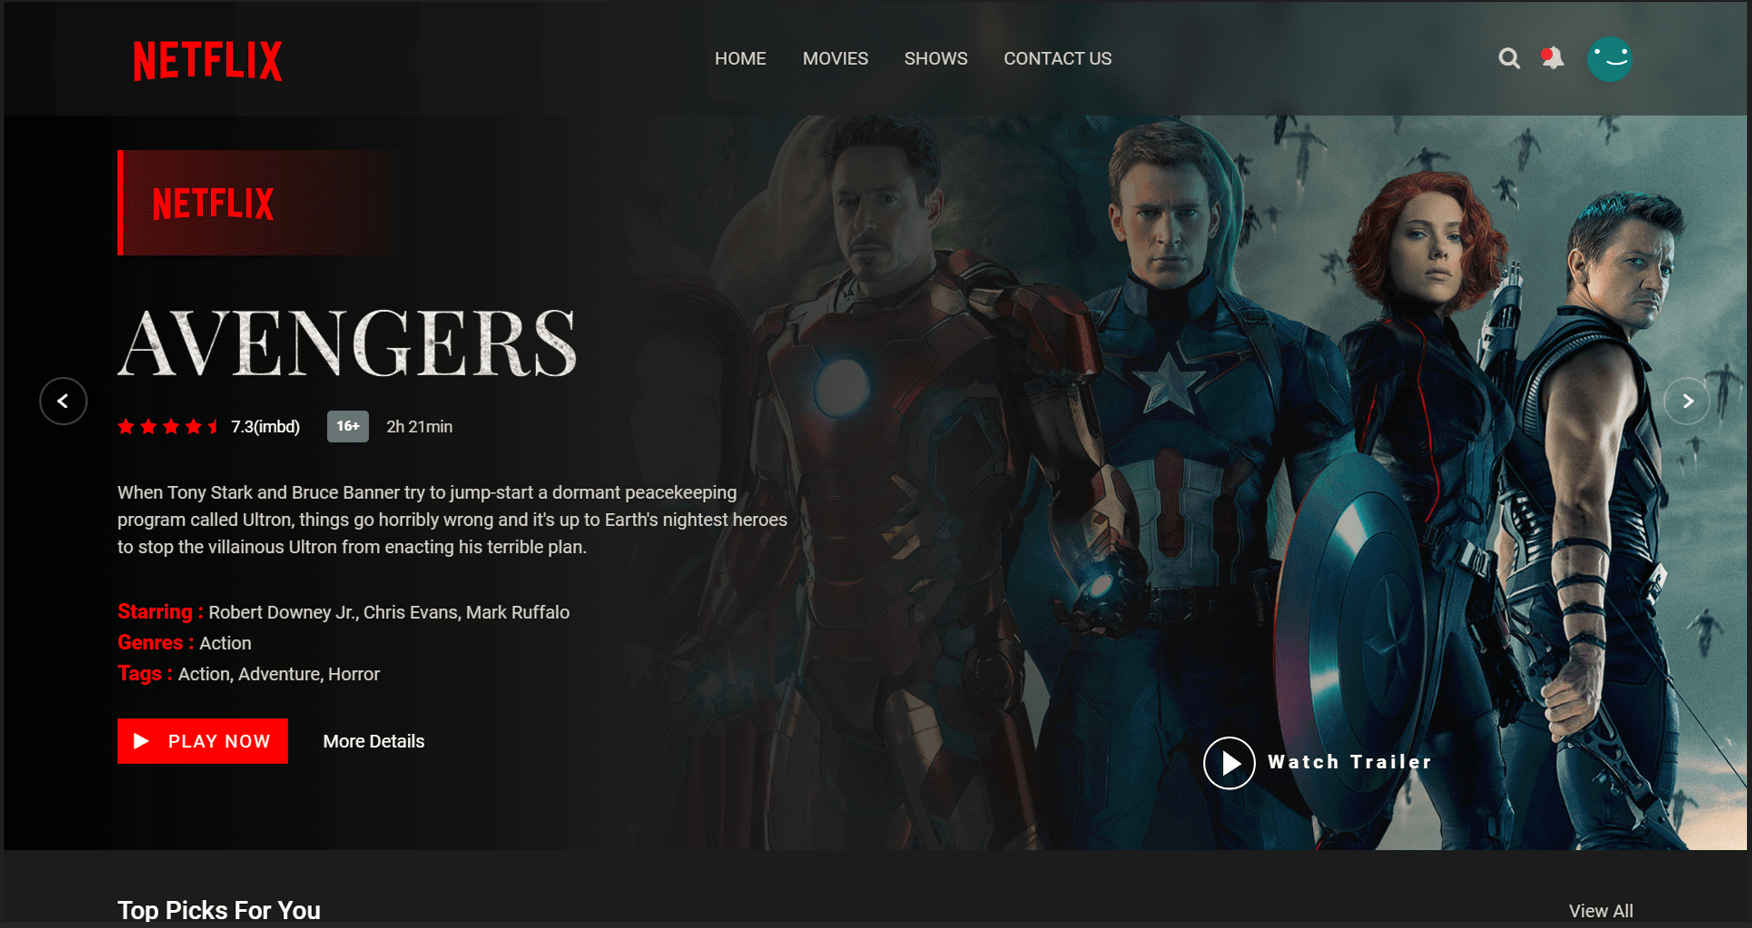 NETFLIX
HOME MOVIES SHOWS CONTACT US
NETFLIX
AVENGERS
7.3(imbd) 16+ 2h 21min
When Tony Stark and Bruce Banner try to jump-start a dormant peacekeeping
program called Ultron, things go horribly wrong and it's up to Earth's nightest heroes
to stop the villainous Ultron from enacting his terrible plan.
Starring : Robert Downey Jr., Chris Evans, Mark Ruffalo
Genres : Action
Tags : Action, Adventure, Horror
PLAY NOW More Details
Watch Trailer
Top Picks For You
View All